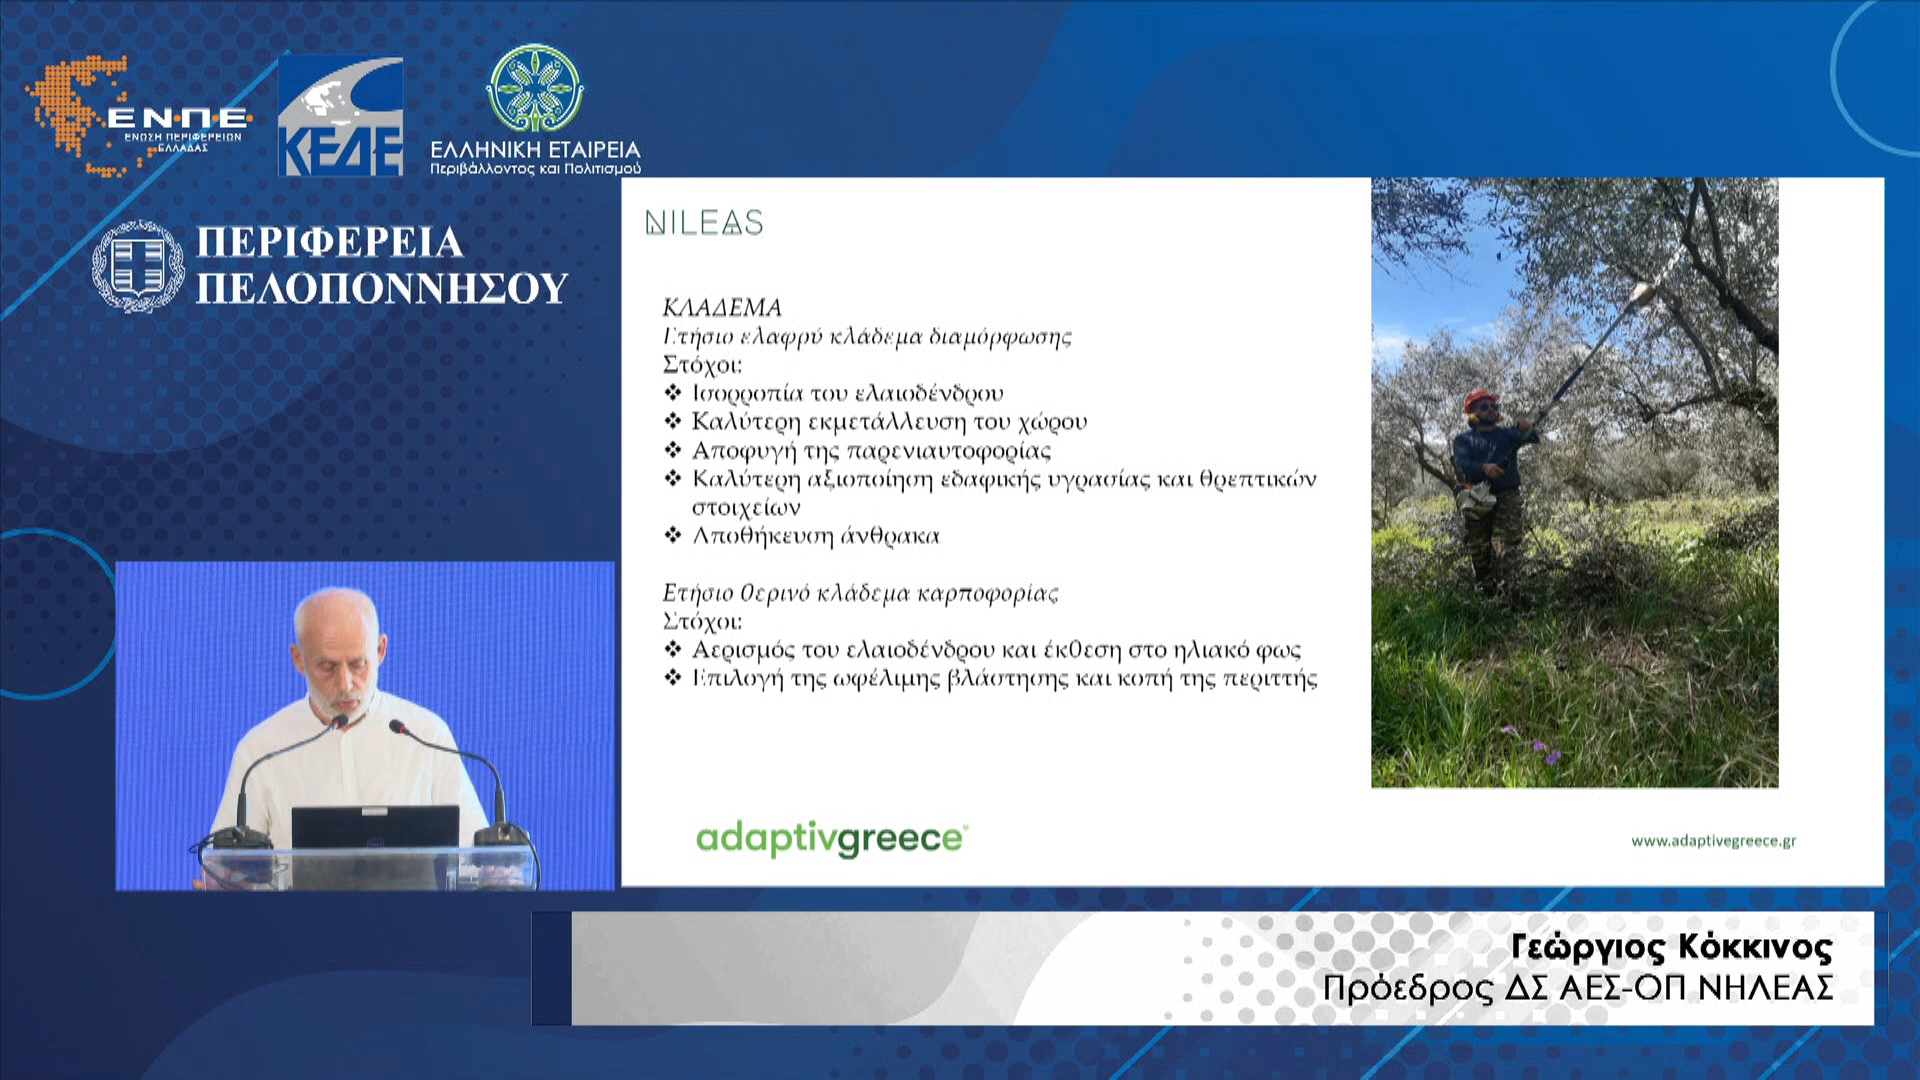 ΕΝΠΕ
ΕΝΩΣΗ ΠΕΡΙΦΕΡΕΙΩΝ
ΕΛΛΑΔΑΣ
ΚΕΔΕ
ΕΛΛΗΝΙΚΗ ΕΤΑΙΡΕΙΑ
Περιβάλλοντος και Πολιτισμού
ΠΕΡΙΦΕΡΕΙΑ
ΠΕΛΟΠΟΝΝΗΣΟΥ
NILEAS
ΚΛΑΔΕΜΑ
Ετήσιο ελαφρύ κλάδεμα διαμόρφωσης
Στόχοι:
❖ Ισορροπία του ελαιοδένδρου
❖ Καλύτερη εκμετάλλευση του χώρου
❖ Αποφυγή της παρενιαυτοφορίας
❖ Καλύτερη αξιοποίηση εδαφικής υγρασίας και θρεπτικών
στοιχείων
❖ Αποθήκευση άνθρακα
Ετήσιο θερινό κλάδεμα καρποφορίας
Στόχοι:
❖ Αερισμός του ελαιοδένδρου και έκθεση στο ηλιακό φως
❖ Επιλογή της ωφέλιμης βλάστησης και κοπή της περιττής
adaptivgreece
www.adaptivegreece.gr
Γεώργιος Κόκκινος
Πρόεδρος ΔΣ ΑΕΣ-ΟΠ ΝΗΛΕΑΣ